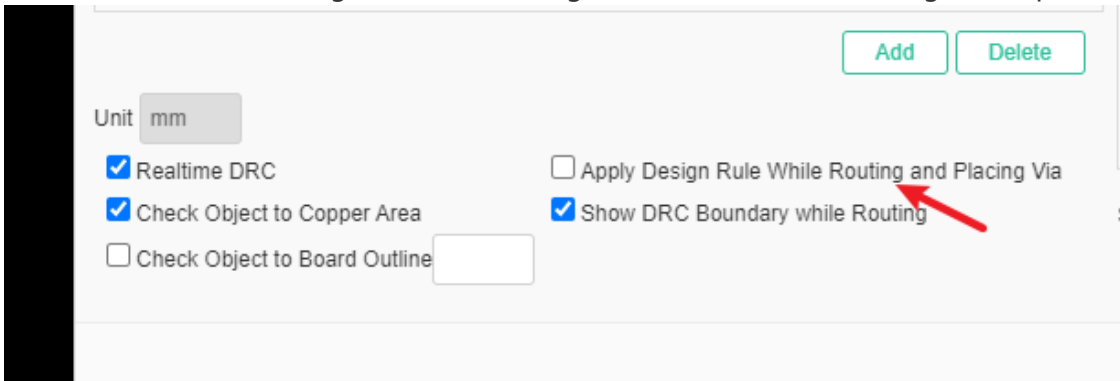 Add Delete
Unit mm
Realtime DRC Apply Design Rule While Routing and Placing Via
Check Object to Copper Area Show DRC Boundary while Routing
Check Object to Board Outline